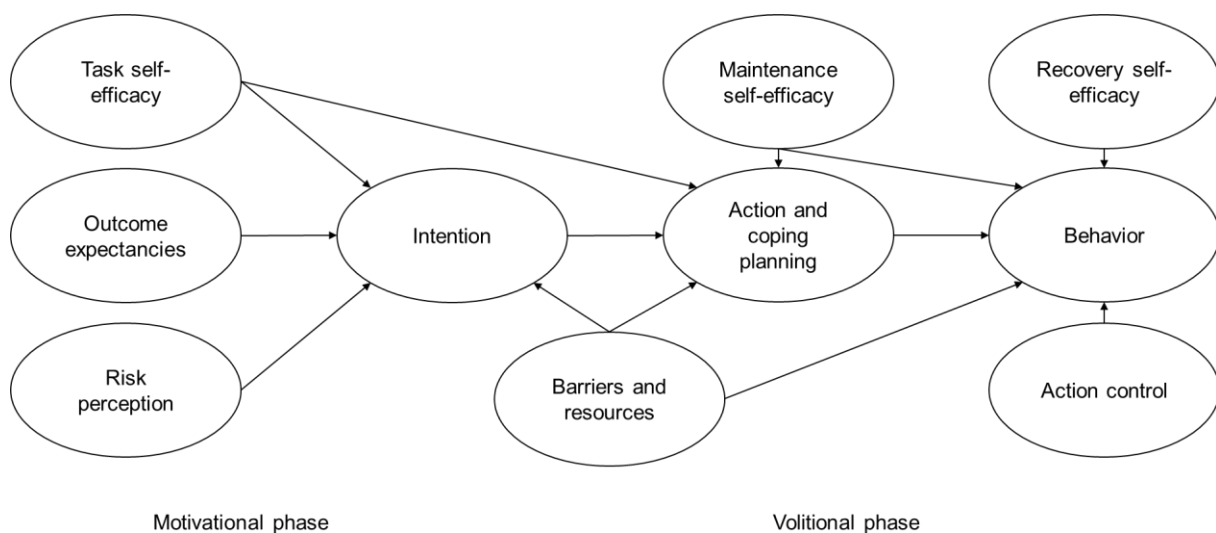 Task self-
efficacy
Maintenance
self-efficacy
Recovery self-
efficacy
Outcome
expectancies
Intention
Action and
coping
planning
Behavior
Risk
perception
Barriers and
resources
Action control
Motivational phase
Volitional phase